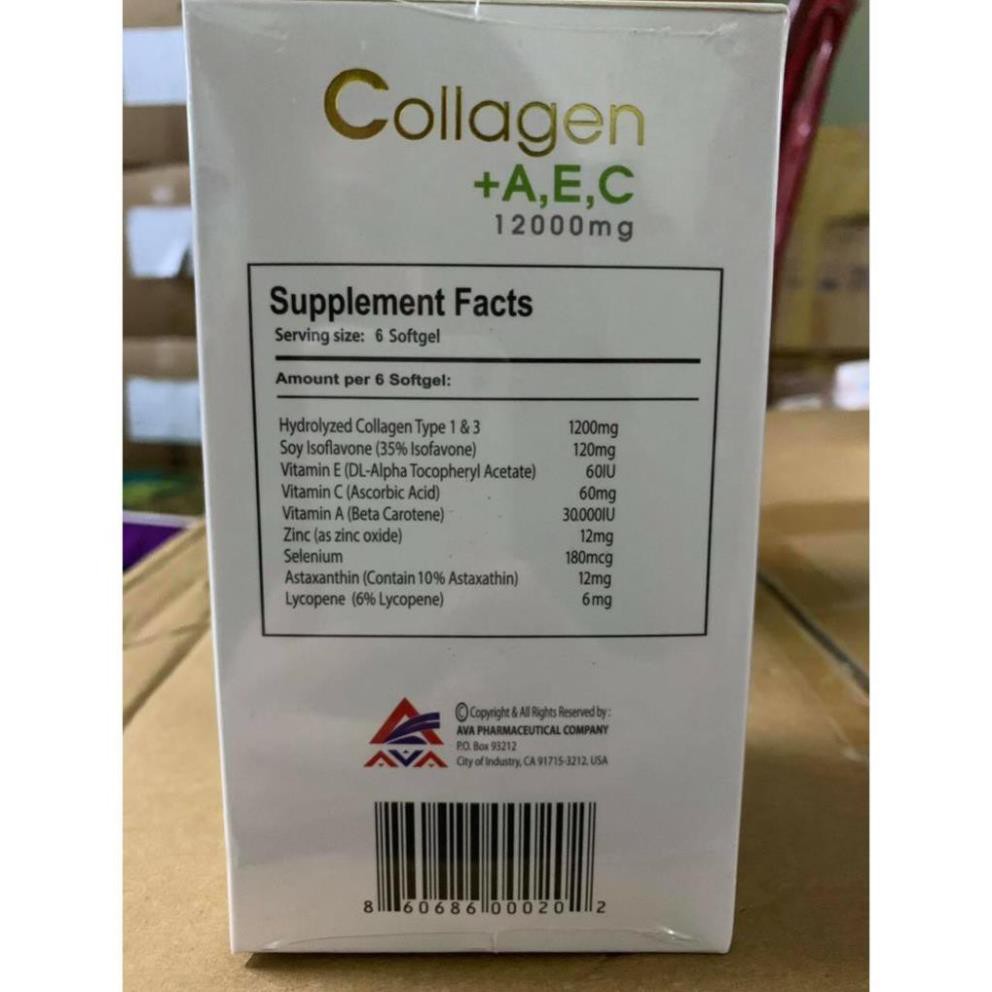 Collagen
+A,E,C
12000mg
Supplement Facts
Serving size: 6 Softgel
Amount per 6 Softgel:
Hydrolyzed Collagen Type 1 & 3 1200mg
Soy Isoflavone (35% Isofavone) 120mg
Vitamin E (DL-Alpha Tocopheryl Acetate) 60IU
Vitamin C (Ascorbic Acid) 60mg
Vitamin A (Beta Carotene) 30.000IU
Zinc (as zinc oxide) 12mg
Selenium 180mcg
Astaxanthin (Contain 10% Astaxathin) 12mg
Lycopene (6% Lycopene) 6mg
© Copyright & All Rights Reserved by :
AVA PHARMACEUTICAL COMPANY
P.O. Box 93212
City of Industry, CA 91715-3212, USA
AVA
8 60686 00020 2